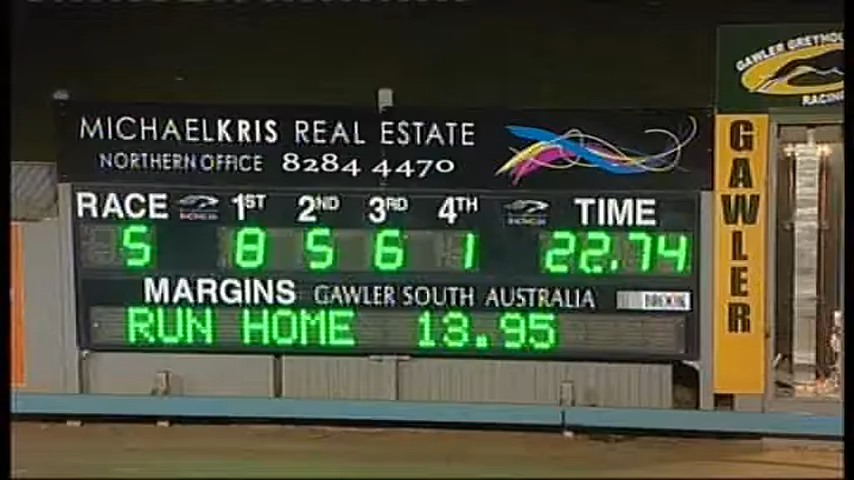 MICHAELKRIS REAL ESTATE
NORTHERN OFFICE 8284 4470
RACE 1ST 2ND 3RD 4TH TIME
5 8 5 6 1 22.74
MARGINS GAWLER SOUTH AUSTRALIA
RUN HOME 13.95
GAWLER GREYHOU
RACING
GAWLER